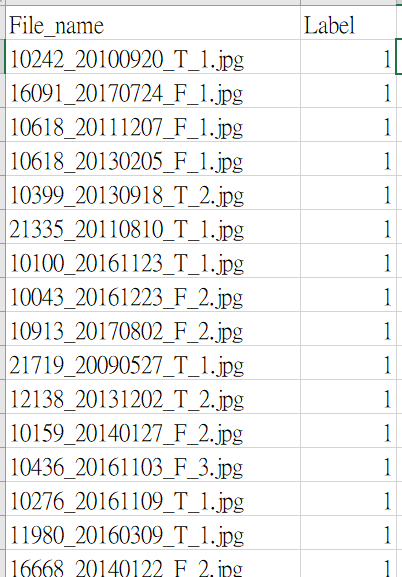 File_name Label
10242_20100920_T_1.jpg 1
16091_20170724_F_1.jpg 1
10618_20111207_F_1.jpg 1
10618_20130205_F_1.jpg 1
10399_20130918_T_2.jpg 1
21335_20110810_T_1.jpg 1
10100_20161123_T_1.jpg 1
10043_20161223_F_2.jpg 1
10913_20170802_F_2.jpg 1
21719_20090527_T_1.jpg 1
12138_20131202_T_2.jpg 1
10159_20140127_F_2.jpg 1
10436_20161103_F_3.jpg 1
10276_20161109_T_1.jpg 1
11980_20160309_T_1.jpg 1
16668_20140122_F_2.jpg 1